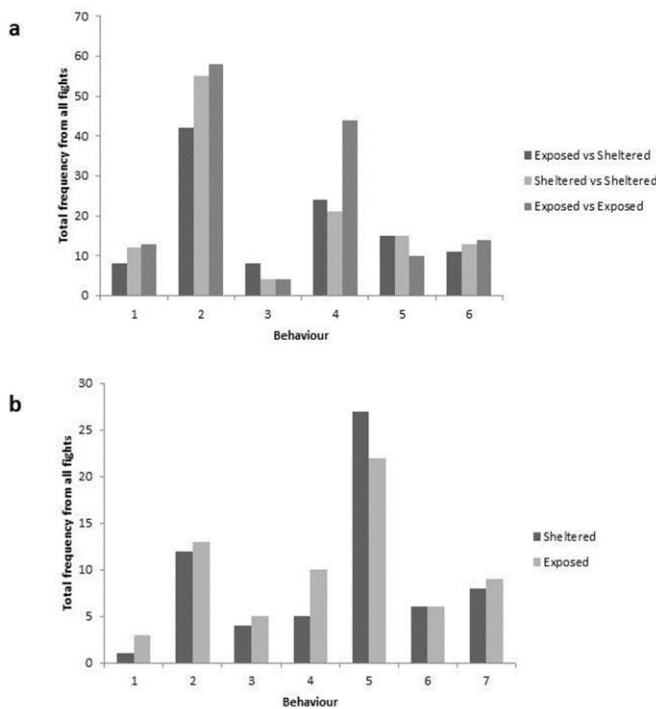 a
Total frequency from all fights
70
60
50
40
30
20
10
0
1 2 3 4 5 6
Behaviour
Exposed vs Sheltered
Sheltered vs Sheltered
Exposed vs Exposed
b
Total frequency from all fights
30
25
20
15
10
5
0
1 2 3 4 5 6 7
Behaviour
Sheltered
Exposed